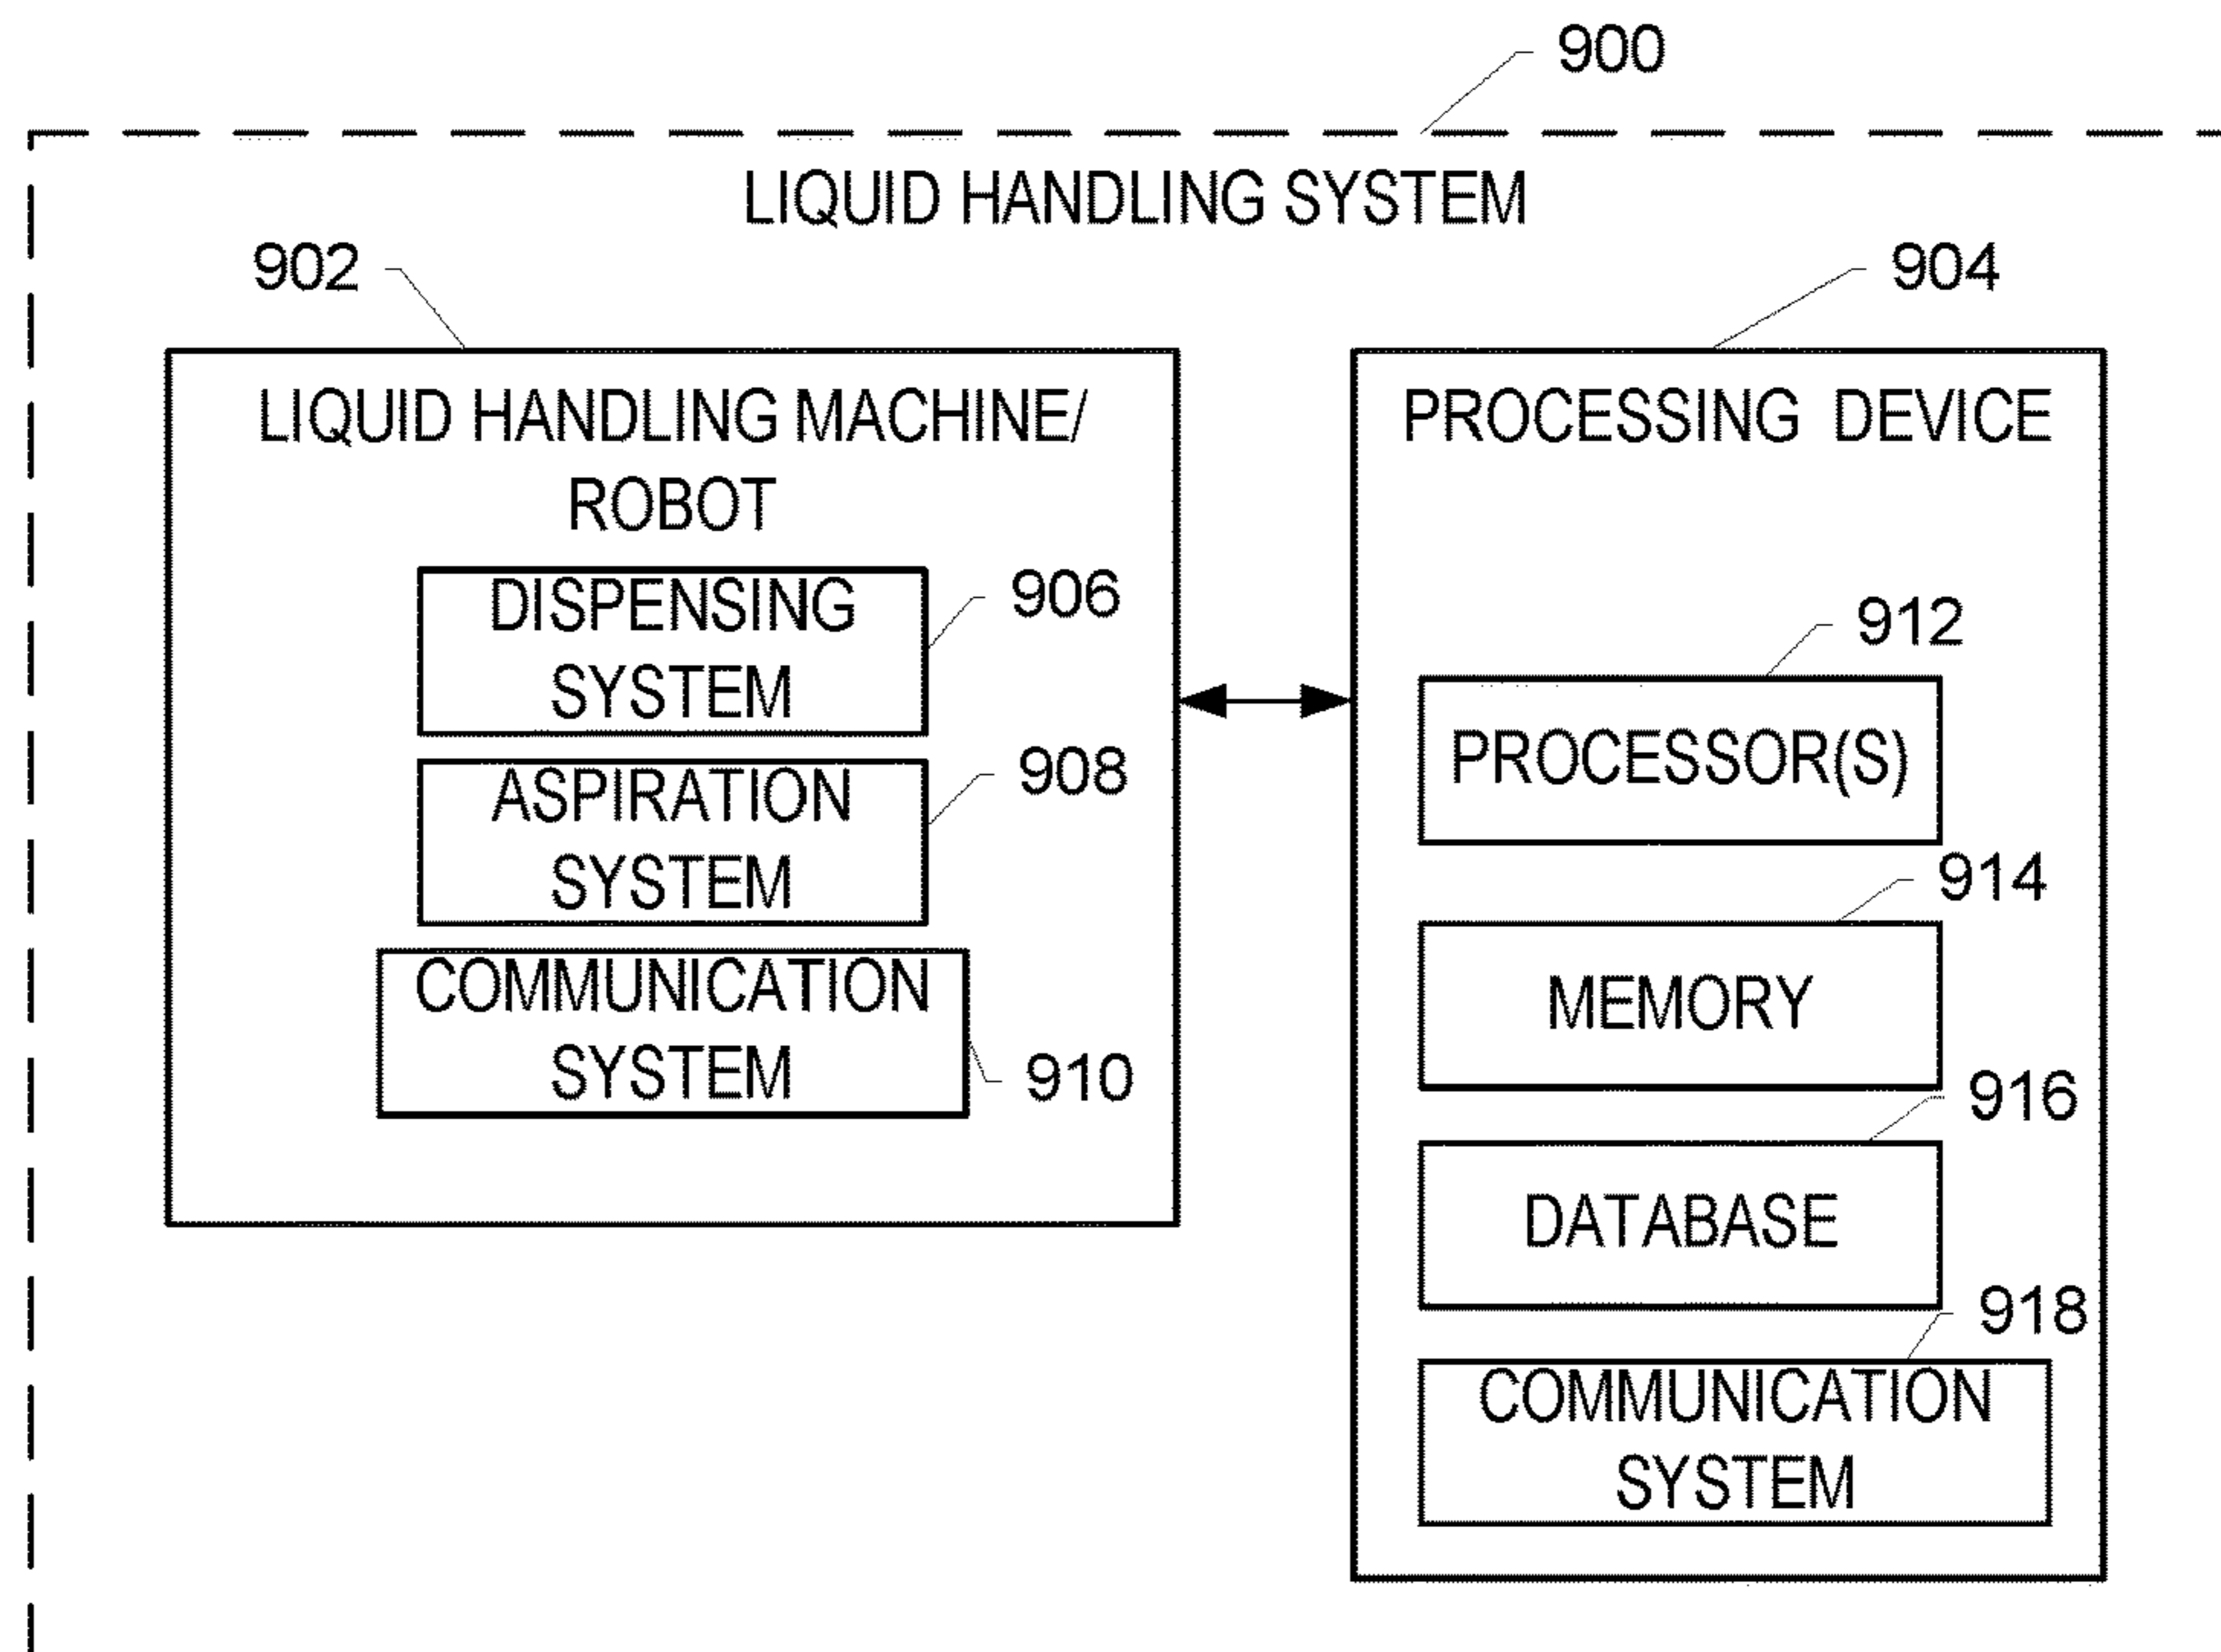 900
LIQUID HANDLING SYSTEM
902
904
LIQUID HANDLING MACHINE/
ROBOT
DISPENSING
SYSTEM
906
ASPIRATION
SYSTEM
908
COMMUNICATION
SYSTEM
910
PROCESSING DEVICE
912
PROCESSOR(S)
914
MEMORY
916
DATABASE
918
COMMUNICATION
SYSTEM